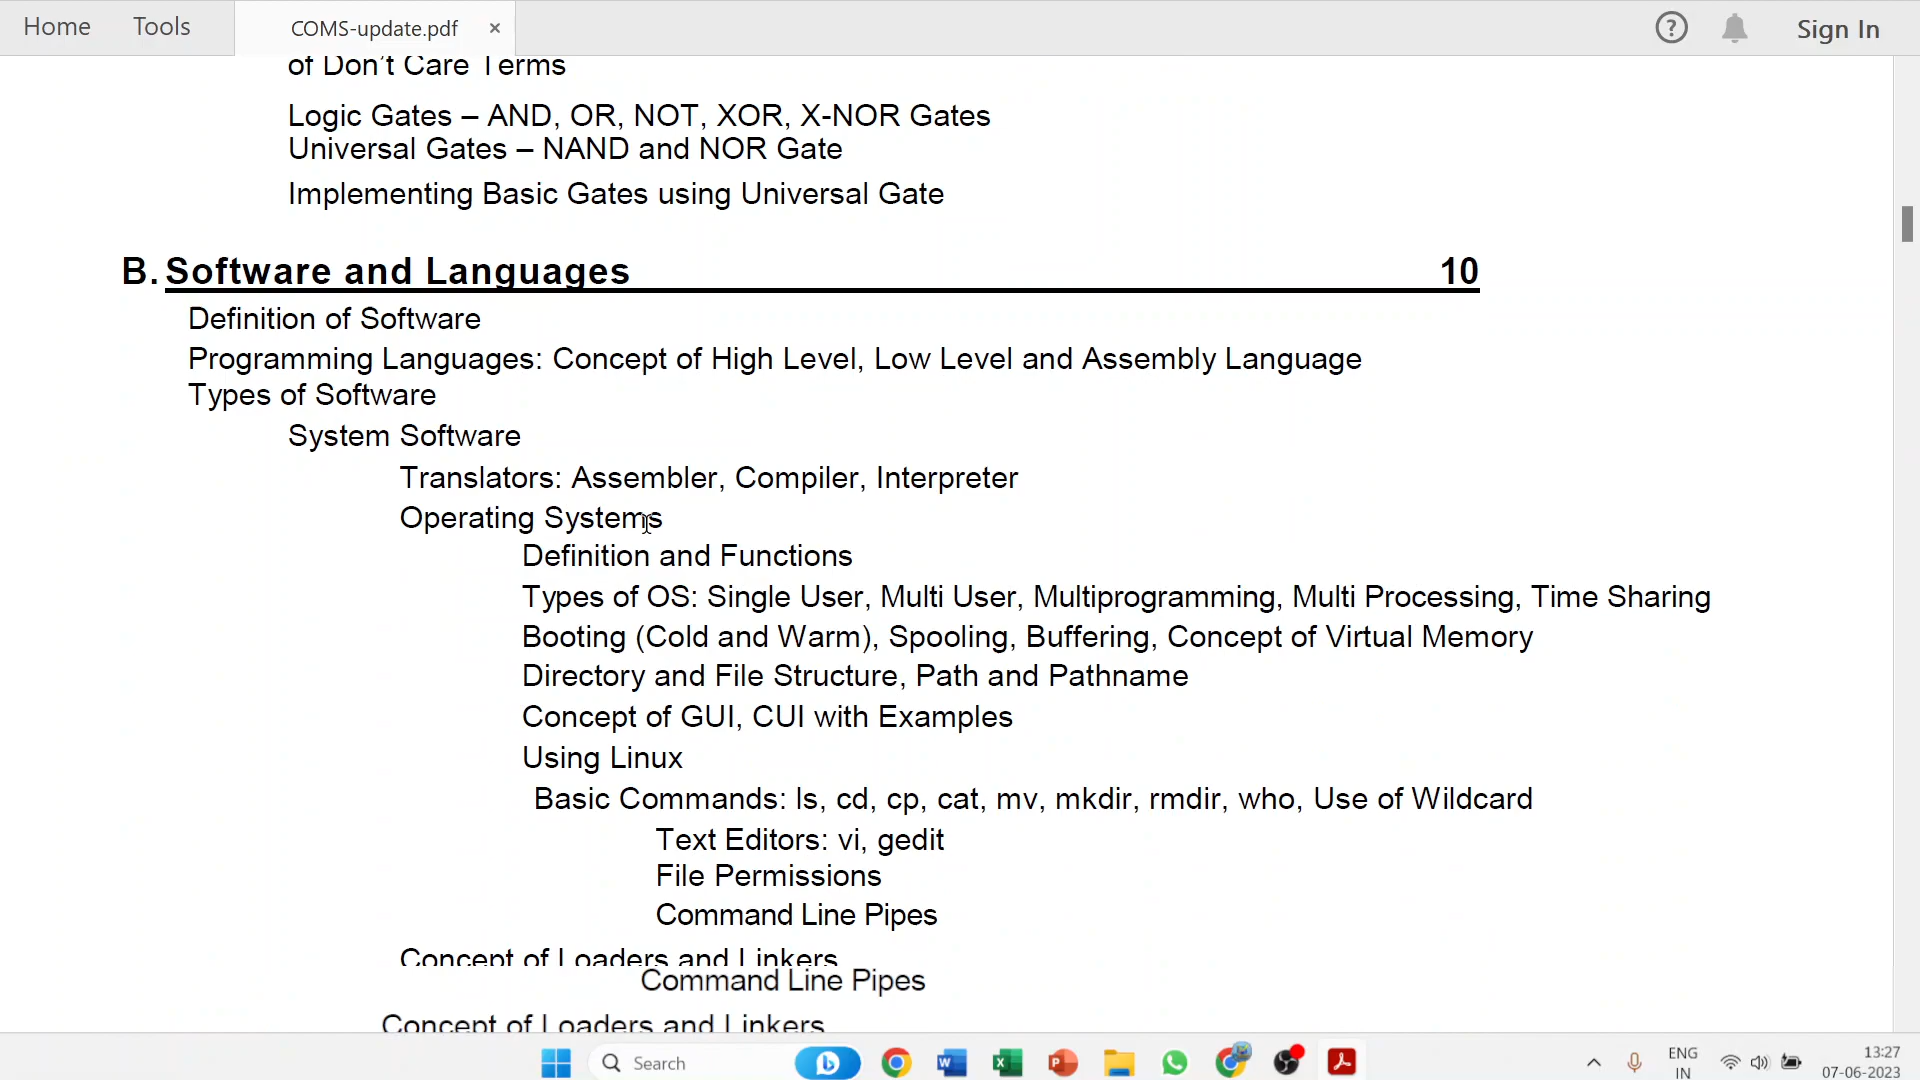 Home Tools COMS-update.pdf × ? Sign In
of Don't Care Terms
Logic Gates – AND, OR, NOT, XOR, X-NOR Gates
Universal Gates – NAND and NOR Gate
Implementing Basic Gates using Universal Gate
B. Software and Languages 10
Definition of Software
Programming Languages: Concept of High Level, Low Level and Assembly Language
Types of Software
System Software
Translators: Assembler, Compiler, Interpreter
Operating Systems
Definition and Functions
Types of OS: Single User, Multi User, Multiprogramming, Multi Processing, Time Sharing
Booting (Cold and Warm), Spooling, Buffering, Concept of Virtual Memory
Directory and File Structure, Path and Pathname
Concept of GUI, CUI with Examples
Using Linux
Basic Commands: ls, cd, cp, cat, mv, mkdir, rmdir, who, Use of Wildcard
Text Editors: vi, gedit
File Permissions
Command Line Pipes
Concept of Loaders and Linkers
Command Line Pipes
Concept of Loaders and Linkers
Search ENG 13:27
IN 07-06-2023